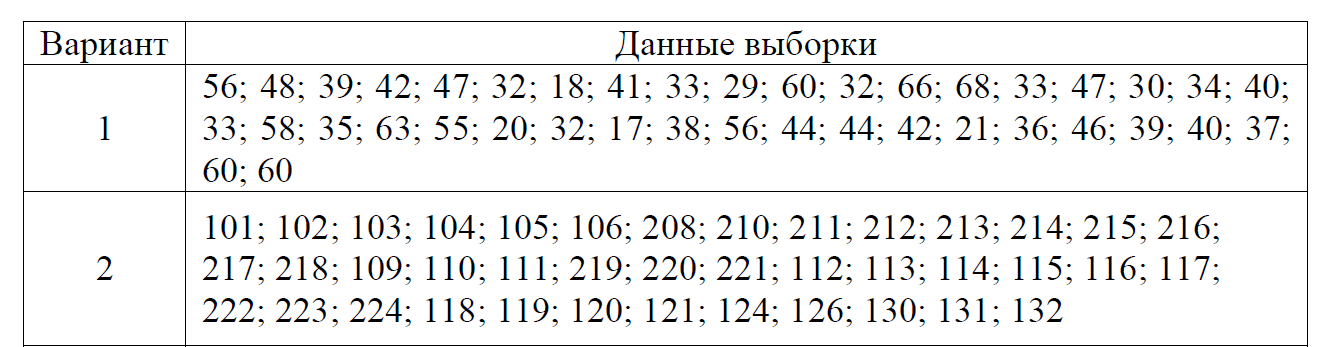 Вариант Данные выборки
56; 48; 39; 42; 47; 32; 18; 41; 33; 29; 60; 32; 66; 68; 33; 47; 30; 34; 40;
1 33; 58; 35; 63; 55; 20; 32; 17; 38; 56; 44; 44; 42; 21; 36; 46; 39; 40; 37;
60; 60
101; 102; 103; 104; 105; 106; 208; 210; 211; 212; 213; 214; 215; 216;
2 217; 218; 109; 110; 111; 219; 220; 221; 112; 113; 114; 115; 116; 117;
222; 223; 224; 118; 119; 120; 121; 124; 126; 130; 131; 132